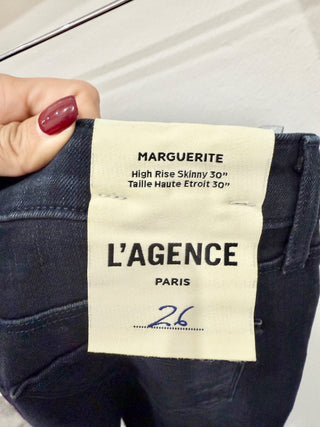 MARGUERITE
High Rise Skinny 30"
Taille Haute Etroit 30"
L'AGENCE
PARIS
26